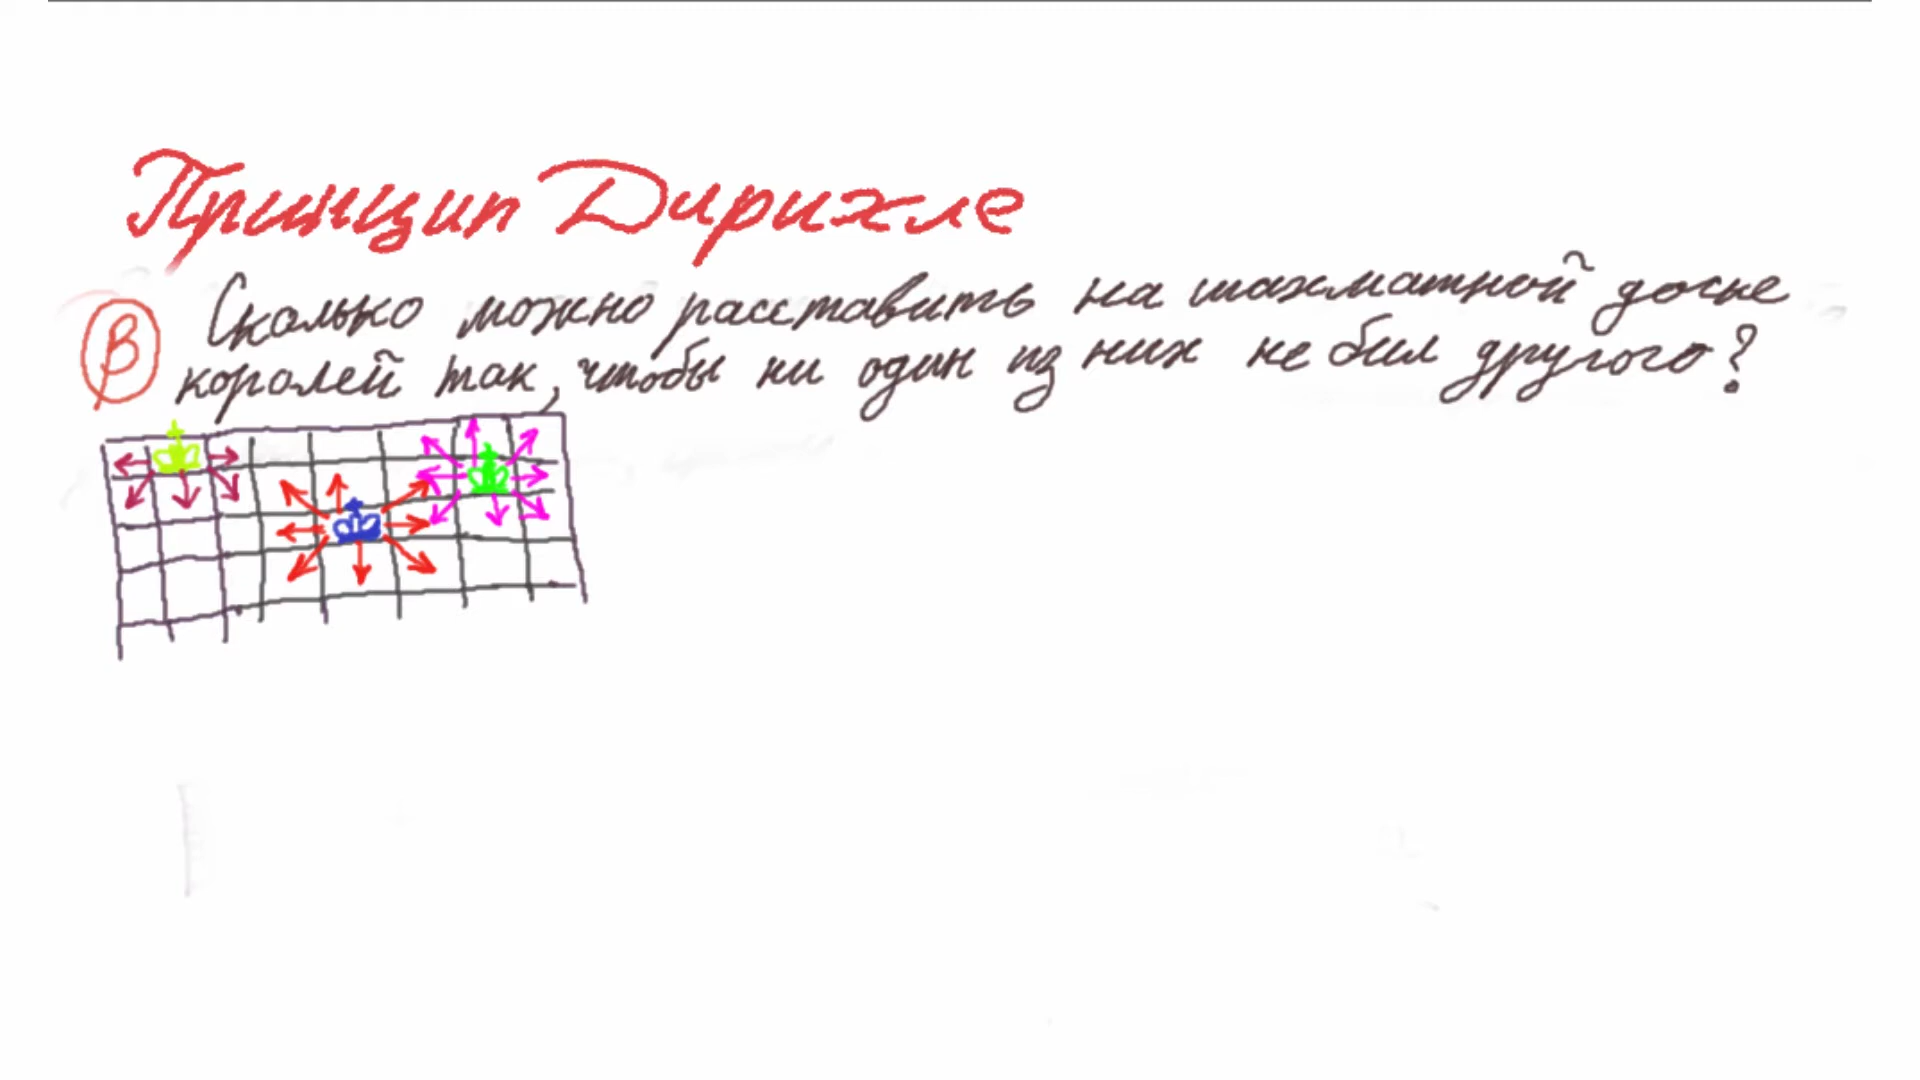 Принцип Дирихле
В Сколько можно расставить на шахматной доске
королей так, чтобы ни один из них не бил другого?